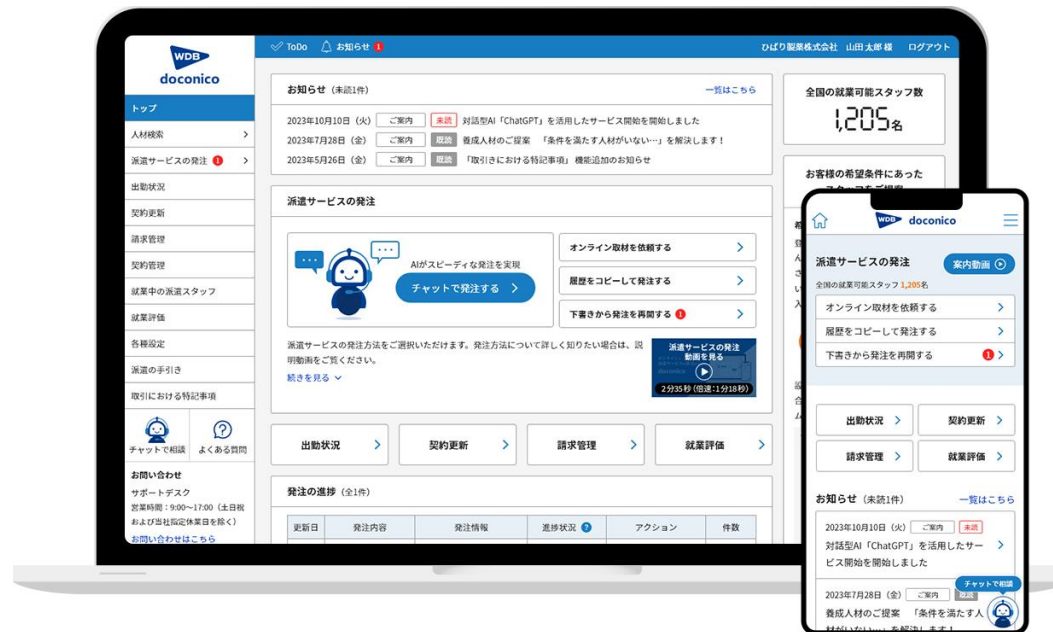 WDB
doconico
トップ
人材検索
派遣サービスの発注 1
出勤状況
契約更新
請求管理
契約管理
就業中の派遣スタッフ
就業評価
各種設定
派遣の手引き
取引における特記事項
チャットで相談 よくある質問
お問い合わせ
サポートデスク
営業時間:9:00~17:00(土日祝
および当社指定休業日を除く)
お問い合わせはこちら
ToDo お知らせ 1
ひばり製薬株式会社 山田 太郎 様 ログアウト
お知らせ(未読1件) 一覧はこちら
2023年10月10日(火) ご案内 未読 対話型AI「ChatGPT」を活用したサービス開始を開始しました
2023年7月28日(金) ご案内 既読 養成人材のご提案 「条件を満たす人材がいない…」を解決します!
2023年5月26日(金) ご案内 既読 「取引きにおける特記事項」機能追加のお知らせ
派遣サービスの発注
AIがスピーディな発注を実現
チャットで発注する
オンライン取材を依頼する
履歴をコピーして発注する
下書きから発注を再開する 1
派遣サービスの発注方法をご選択いただけます。発注方法について詳しく知りたい場合は、説
明動画をご覧ください。
続きを見る
派遣サービスの発注
動画を見る
2分35秒(倍速:1分18秒)
出勤状況
契約更新
請求管理
就業評価
発注の進捗(全1件)
更新日 発注内容 発注情報 進捗状況 ? アクション 件数
全国の就業可能スタッフ数
1,205名
お客様の希望条件にあった
スタッフをご提案
WDB doconico
派遣サービスの発注
案内動画
全国の就業可能スタッフ 1,205名
オンライン取材を依頼する
履歴をコピーして発注する
下書きから発注を再開する 1
出勤状況
契約更新
請求管理
就業評価
お知らせ(未読1件) 一覧はこちら
2023年10月10日(火) ご案内 未読
対話型AI「ChatGPT」を活用したサー
ビス開始を開始しました
チャットで相談
2023年7月28日(金) ご案内 既読
養成人材のご提案 「条件を満たす人
材がいない…」を解決します!